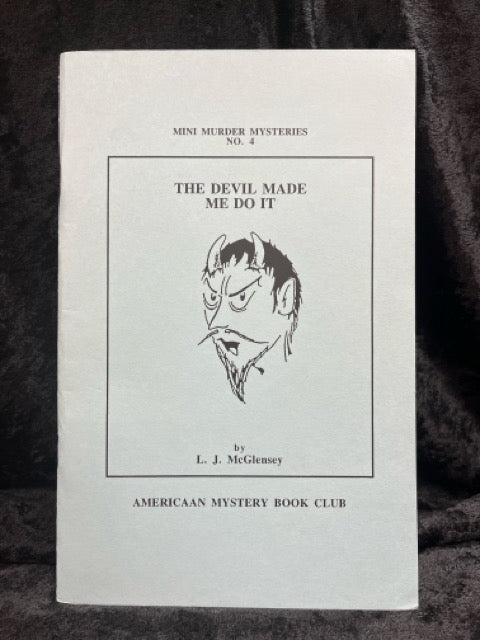 MINI MURDER MYSTERIES
NO. 4
THE DEVIL MADE
ME DO IT
by
L. J. McGlensey
AMERICAAN MYSTERY BOOK CLUB